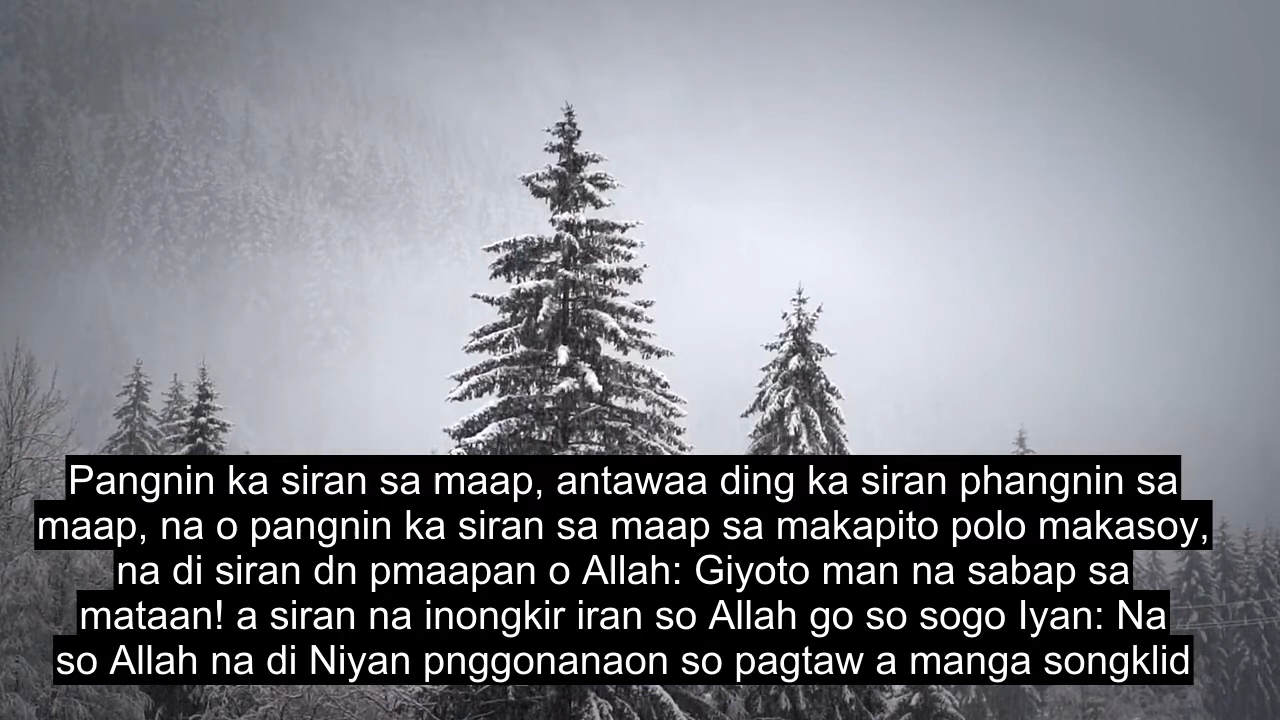 Pangnin ka siran sa maap, antawaa ding ka siran phangnin sa
maap, na o pangnin ka siran sa maap sa makapito polo makasoy,
na di siran dn pmaapan o Allah: Giyoto man na sabap sa
mataan! a siran na inongkir iran so Allah go so sogo Iyan: Na
so Allah na di Niyan pnggonanaon so pagtaw a manga songklid